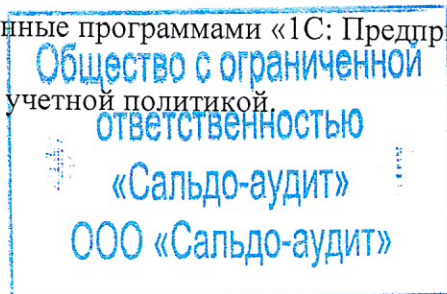 нные программами «1С: Предпр
Общество с ограниченной
учетной политикой.
ответственностью
«Сальдо-аудит»
ООО «Сальдо-аудит»